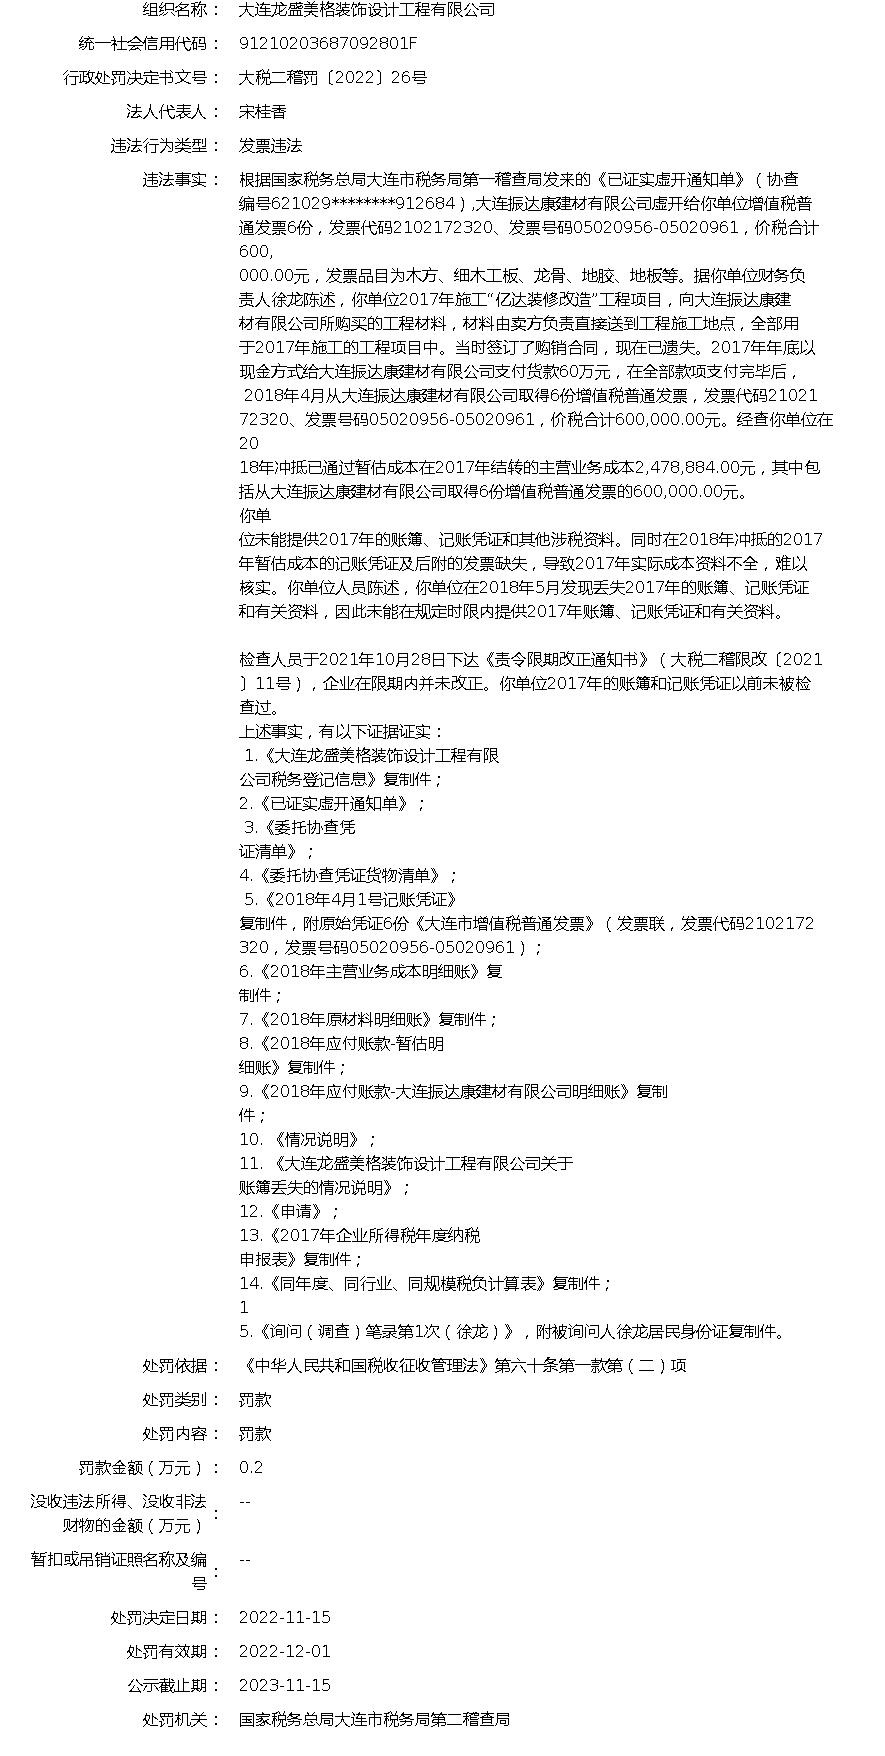 组织名称： 大连龙盛美格装饰设计工程有限公司
统一社会信用代码： 91210203687092801F
行政处罚决定书文号： 大税二稽罚〔2022〕26号
法人代表人： 宋桂香
违法行为类型： 发票违法
违法事实： 根据国家税务总局大连市税务局第一稽查局发来的《已证实虚开通知单》（协查
编号621029********912684）,大连振达康建材有限公司虚开给你单位增值税普
通发票6份，发票代码2102172320、发票号码05020956-05020961，价税合计
600,
000.00元，发票品目为木方、细木工板、龙骨、地胶、地板等。据你单位财务负
责人徐龙陈述，你单位2017年施工“亿达装修改造”工程项目，向大连振达康建
材有限公司所购买的工程材料，材料由卖方负责直接送到工程施工地点，全部用
于2017年施工的工程项目中。当时签订了购销合同，现在已遗失。2017年年底以
现金方式给大连振达康建材有限公司支付货款60万元，在全部款项支付完毕后，
2018年4月从大连振达康建材有限公司取得6份增值税普通发票，发票代码21021
72320、发票号码05020956-05020961，价税合计600,000.00元。经查你单位在
20
18年冲抵已通过暂估成本在2017年结转的主营业务成本2,478,884.00元，其中包
括从大连振达康建材有限公司取得6份增值税普通发票的600,000.00元。
你单
位未能提供2017年的账簿、记账凭证和其他涉税资料。同时在2018年冲抵的2017
年暂估成本的记账凭证及后附的发票缺失，导致2017年实际成本资料不全，难以
核实。你单位人员陈述，你单位在2018年5月发现丢失2017年的账簿、记账凭证
和有关资料，因此未能在规定时限内提供2017年账簿、记账凭证和有关资料。
检查人员于2021年10月28日下达《责令限期改正通知书》（大税二稽限改〔2021
〕11号），企业在限期内并未改正。你单位2017年的账簿和记账凭证以前未被检
查过。
上述事实，有以下证据证实：
1.《大连龙盛美格装饰设计工程有限
公司税务登记信息》复制件；
2.《已证实虚开通知单》；
3.《委托协查凭
证清单》；
4.《委托协查凭证货物清单》；
5.《2018年4月1号记账凭证》
复制件，附原始凭证6份《大连市增值税普通发票》（发票联，发票代码2102172
320，发票号码05020956-05020961）；
6.《2018年主营业务成本明细账》复
制件；
7.《2018年原材料明细账》复制件；
8.《2018年应付账款-暂估明
细账》复制件；
9.《2018年应付账款-大连振达康建材有限公司明细账》复制
件；
10. 《情况说明》；
11. 《大连龙盛美格装饰设计工程有限公司关于
账簿丢失的情况说明》；
12.《申请》；
13.《2017年企业所得税年度纳税
申报表》复制件；
14.《同年度、同行业、同规模税负计算表》复制件；
1
5.《询问（调查）笔录第1次（徐龙）》，附被询问人徐龙居民身份证复制件。
处罚依据： 《中华人民共和国税收征收管理法》第六十条第一款第（二）项
处罚类别： 罚款
处罚内容： 罚款
罚款金额（万元）： 0.2
没收违法所得、没收非法
财物的金额（万元）： --
暂扣或吊销证照名称及编
号： --
处罚决定日期： 2022-11-15
处罚有效期： 2022-12-01
公示截止期： 2023-11-15
处罚机关： 国家税务总局大连市税务局第二稽查局